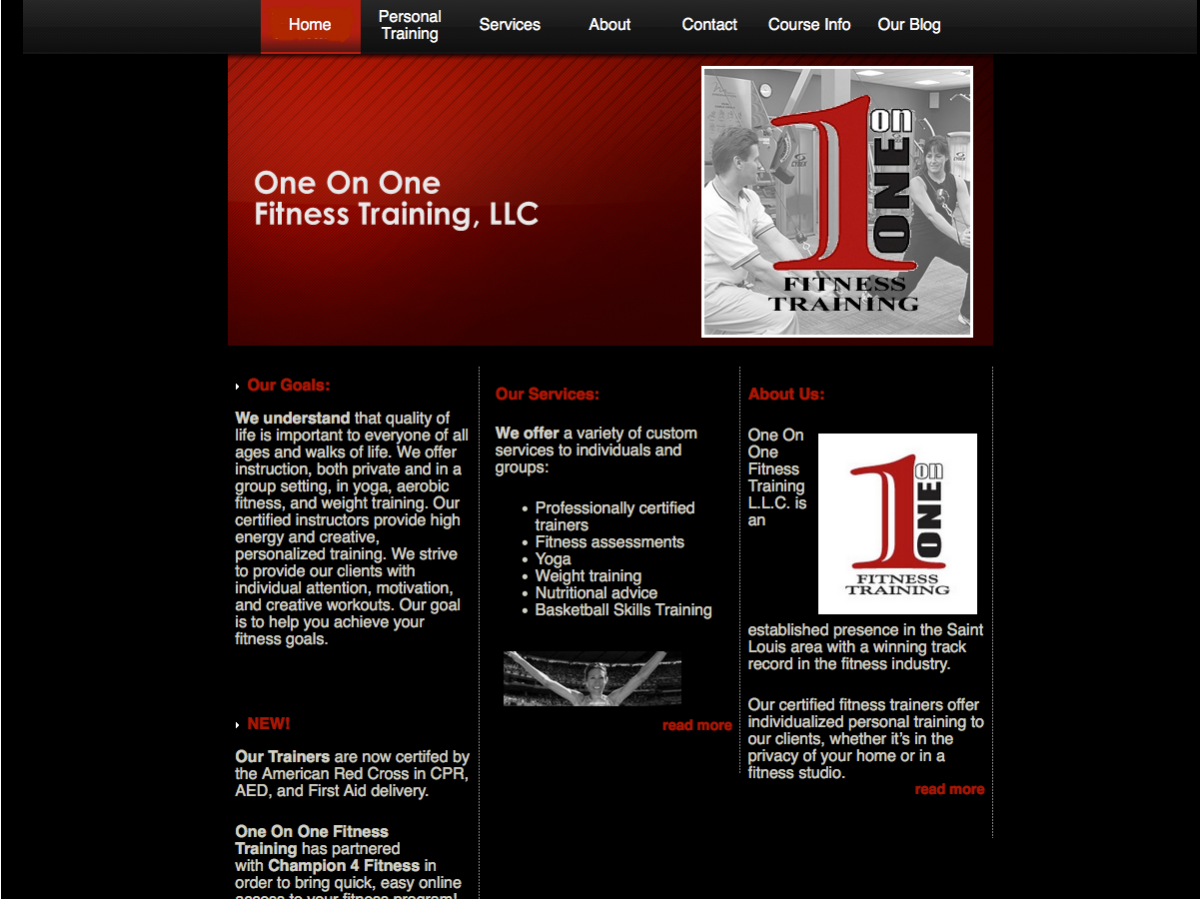 Home
Personal
Training
Services
About
Contact
Course Info
Our Blog
One On One
Fitness Training, LLC
1 on
ONE
FITNESS
TRAINING
Our Goals:
We understand that quality of
life is important to everyone of all
ages and walks of life. We offer
instruction, both private and in a
group setting, in yoga, aerobic
fitness, and weight training. Our
certified instructors provide high
energy and creative,
personalized training. We strive
to provide our clients with
individual attention, motivation,
and creative workouts. Our goal
is to help you achieve your
fitness goals.
NEW!
Our Trainers are now certifed by
the American Red Cross in CPR,
AED, and First Aid delivery.
One On One Fitness
Training has partnered
with Champion 4 Fitness in
order to bring quick, easy online
access to your fitness program!
Our Services:
We offer a variety of custom
services to individuals and
groups:
• Professionally certified
trainers
• Fitness assessments
• Yoga
• Weight training
• Nutritional advice
• Basketball Skills Training
read more
About Us:
One On
One
Fitness
Training
L.L.C. is
an
1 on
ONE
FITNESS
TRAINING
established presence in the Saint
Louis area with a winning track
record in the fitness industry.
Our certified fitness trainers offer
individualized personal training to
our clients, whether it’s in the
privacy of your home or in a
fitness studio.
read more